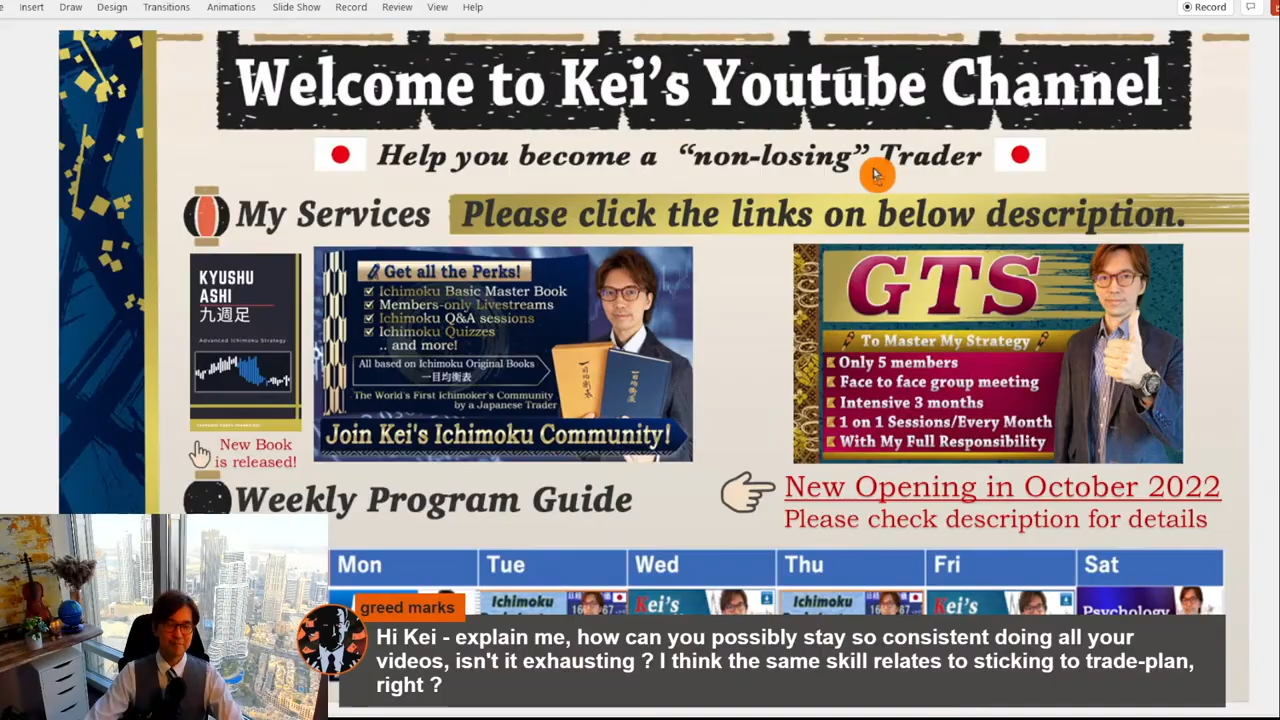 Insert Draw Design Transitions Animations Slide Show Record Review View Help Record
Welcome to Kei's Youtube Channel
Help you become a “non-losing” Trader
My Services Please click the links on below description.
KYUSHU
ASHI
九週足
Advanced Ichimoku Strategy
New Book
is released!
Get all the Perks!
Ichimoku Basic Master Book
Members-only Livestreams
Ichimoku Q&A sessions
Ichimoku Quizzes
.. and more!
All based on Ichimoku Original Books
一目均衡表
The World's First Ichimoker's Community
by a Japanese Trader
Join Kei's Ichimoku Community!
GTS
To Master My Strategy
Only 5 members
Face to face group meeting
Intensive 3 months
1 on 1 Sessions/Every Month
With My Full Responsibility
New Opening in October 2022
Please check description for details
Weekly Program Guide
Mon Tue Wed Thu Fri Sat
Ichimoku Kei's Ichimoku Kei's Psychology
greed marks
Hi Kei - explain me, how can you possibly stay so consistent doing all your
videos, isn't it exhausting ? I think the same skill relates to sticking to trade-plan,
right ?